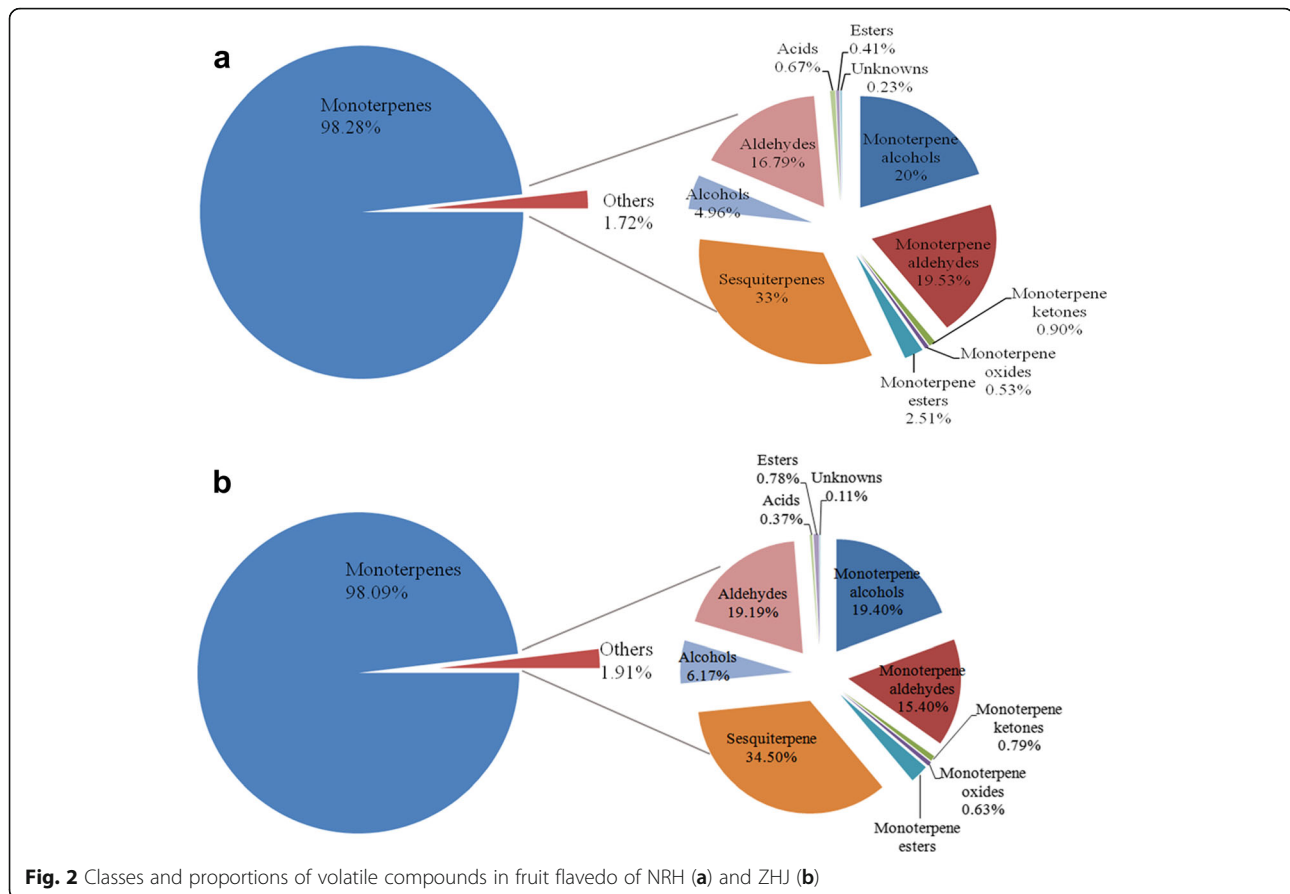 a
Monoterpenes
98.28%
Others
1.72%
Acids
0.67%
Esters
0.41%
Unknowns
0.23%
Monoterpene
alcohols
20%
Monoterpene
aldehydes
19.53%
Monoterpene
ketones
0.90%
Monoterpene
oxides
0.53%
Monoterpene
esters
2.51%
Sesquiterpenes
33%
Alcohols
4.96%
Aldehydes
16.79%
b
Monoterpenes
98.09%
Others
1.91%
Acids
0.37%
Esters
0.78%
Unknowns
0.11%
Monoterpene
alcohols
19.40%
Monoterpene
aldehydes
15.40%
Monoterpene
ketones
0.79%
Monoterpene
oxides
0.63%
Monoterpene
esters
Sesquiterpene
34.50%
Alcohols
6.17%
Aldehydes
19.19%
Fig. 2 Classes and proportions of volatile compounds in fruit flavedo of NRH (a) and ZHJ (b)